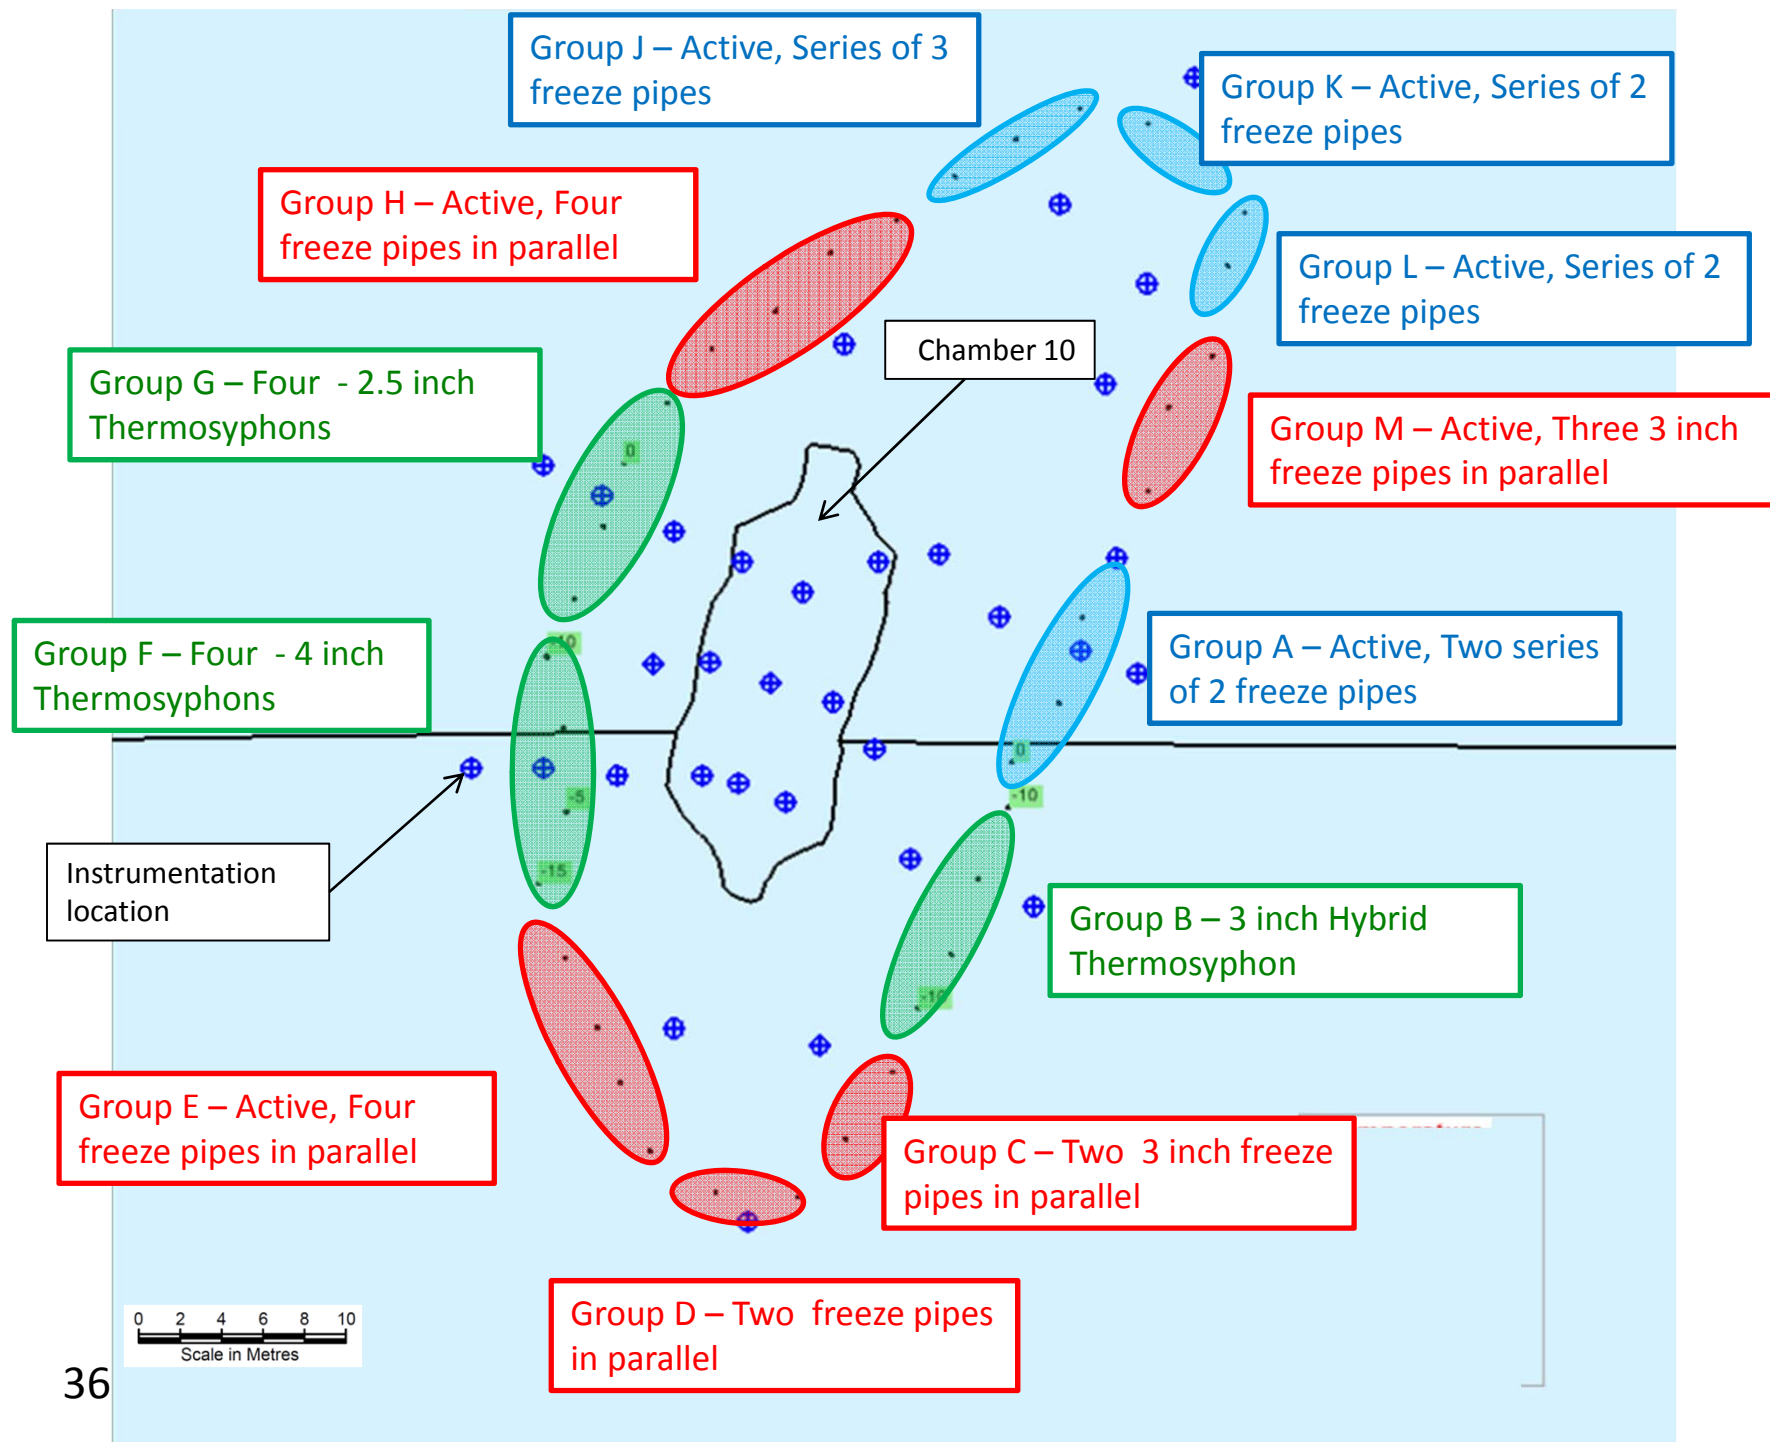 Group J – Active, Series of 3
freeze pipes
Group K – Active, Series of 2
freeze pipes
Group H – Active, Four
freeze pipes in parallel
Group L – Active, Series of 2
freeze pipes
Chamber 10
Group G – Four - 2.5 inch
Thermosyphons
Group M – Active, Three 3 inch
freeze pipes in parallel
0
-10
Group F – Four - 4 inch
Thermosyphons
Group A – Active, Two series
of 2 freeze pipes
0
-10
-5
-15
Instrumentation
location
Group B – 3 inch Hybrid
Thermosyphon
-10
Group E – Active, Four
freeze pipes in parallel
Group C – Two 3 inch freeze
pipes in parallel
Group D – Two freeze pipes
in parallel
0 2 4 6 8 10
Scale in Metres
36